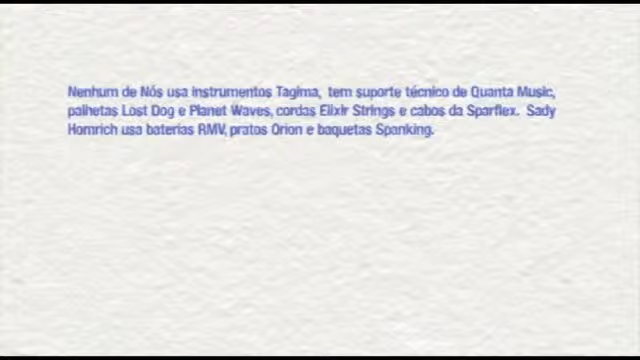 Nenhum de Nós usa instrumentos Tagima, tem suporte técnico de Quanta Music,
palhetas Lost Dog e Planet Waves, cordas Elixir Strings e cabos da Sparflex. Sady
Homrich usa baterias RMV, pratos Orion e baquetas Spanking.